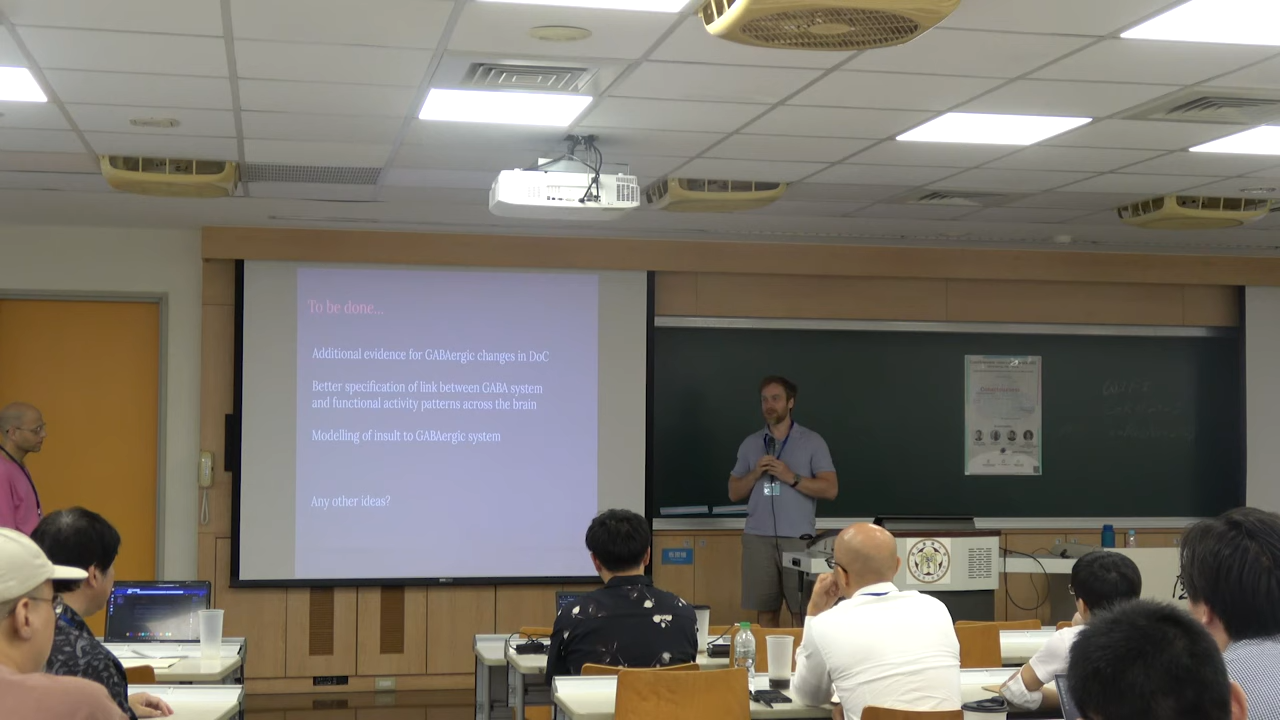 To be done...
Additional evidence for GABAergic changes in DoC
Better specification of link between GABA system
and functional activity patterns across the brain
Modelling of insult to GABAergic system
Any other ideas?